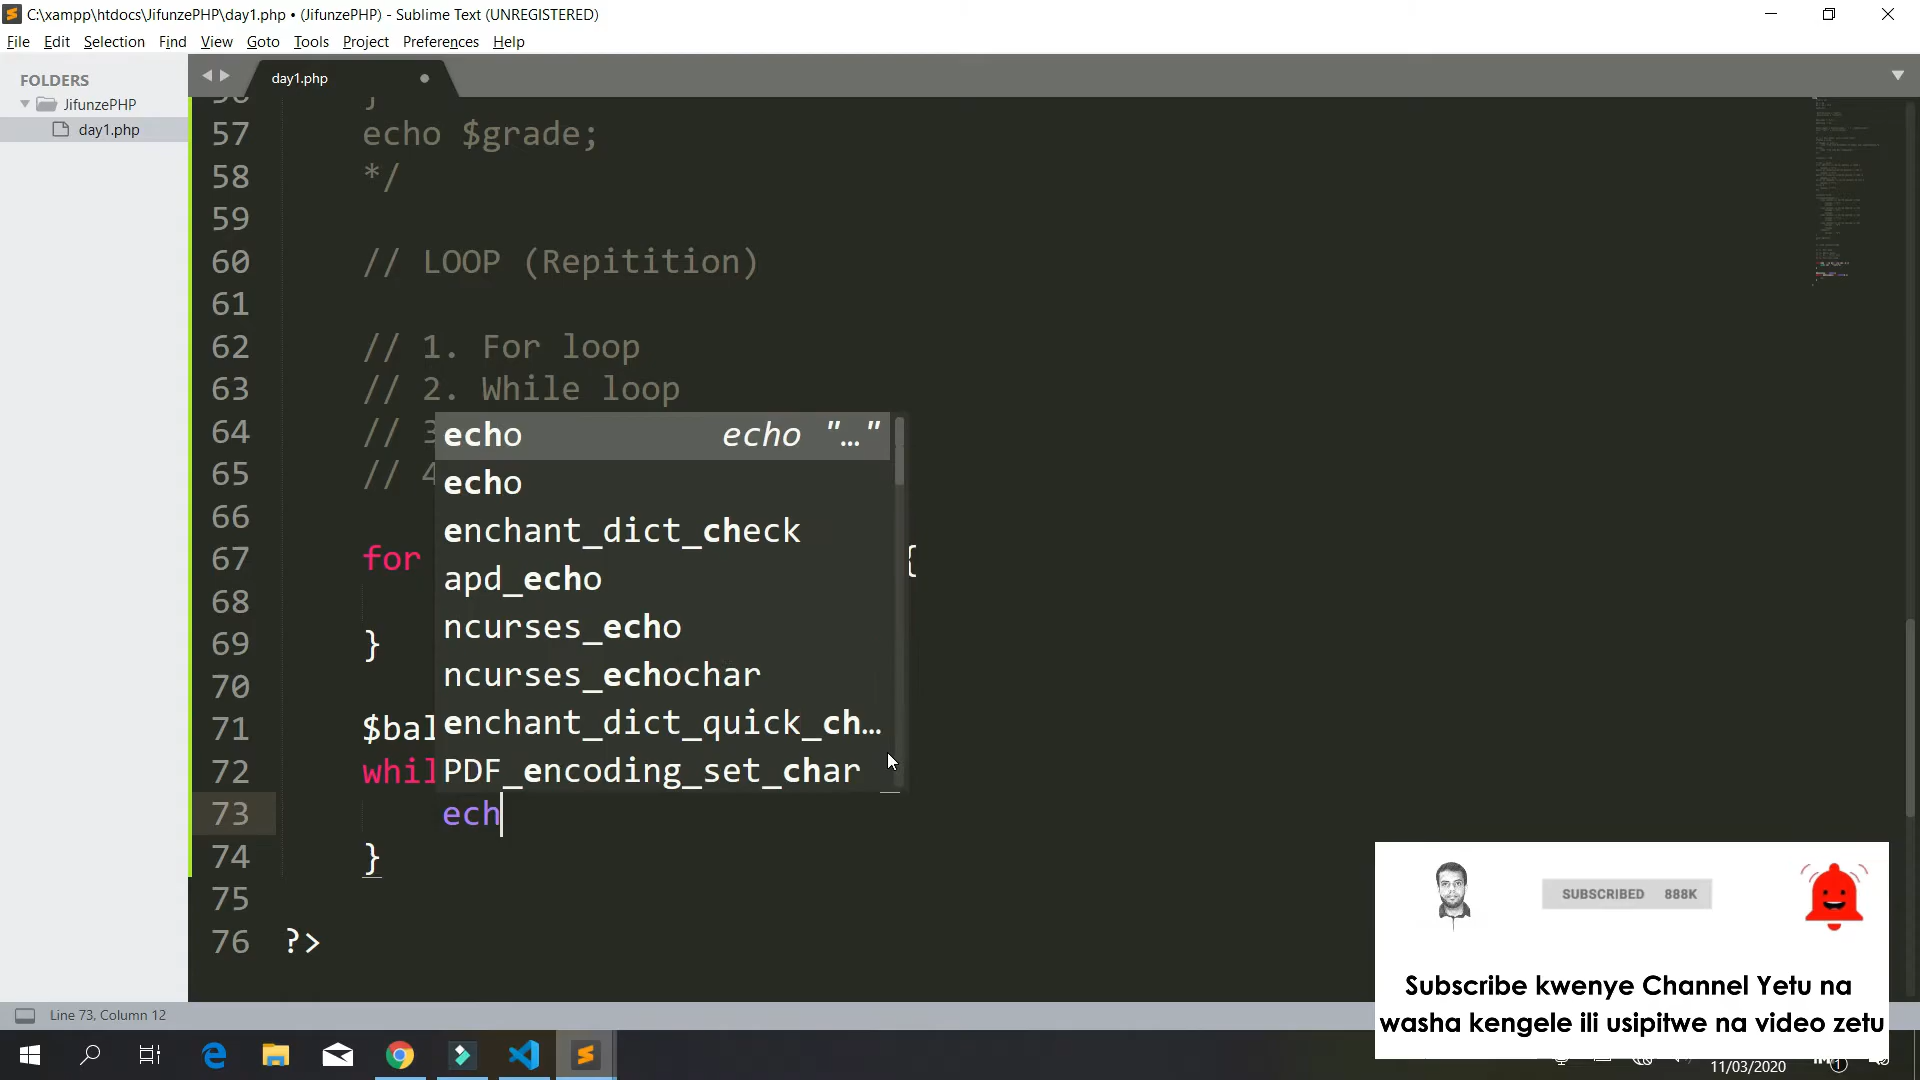 C:\xampp\htdocs\JifunzePHP\day1.php • (JifunzePHP) - Sublime Text (UNREGISTERED)
File Edit Selection Find View Goto Tools Project Preferences Help
FOLDERS
JifunzePHP
day1.php
day1.php
56 }
57 echo $grade;
58 */
59
60 // LOOP (Repitition)
61
62 // 1. For loop
63 // 2. While loop
64 // 3
65 // 4
66
67 for {
68
69 }
70
71 $bal
72 whil
73 ech
74 }
75
76 ?>
echo echo "…"
echo
enchant_dict_check
apd_echo
ncurses_echo
ncurses_echochar
enchant_dict_quick_ch…
PDF_encoding_set_char
Line 73, Column 12
SUBSCRIBED 888K
Subscribe kwenye Channel Yetu na
washa kengele ili usipitwe na video zetu
11/03/2020
1